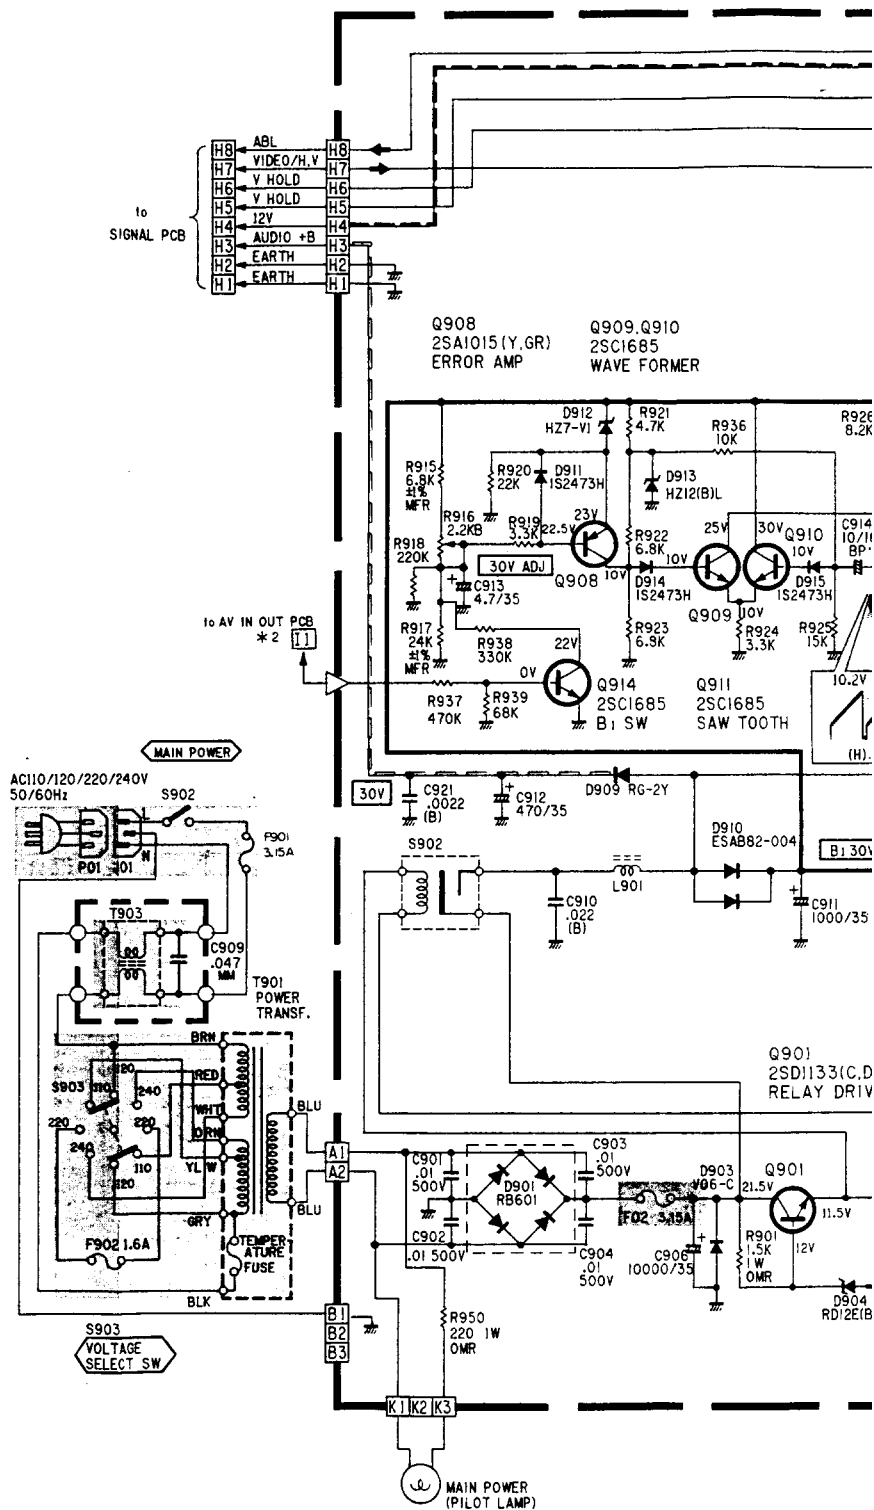 H8 ABL H8
H7 VIDEO/H,V H7
H6 V HOLD H6
H5 V HOLD H5
H4 12V H4
H3 AUDIO +B H3
H2 EARTH H2
H1 EARTH H1
to
SIGNAL PCB
Q908
2SA1015(Y,GR)
ERROR AMP
Q909,Q910
2SC1685
WAVE FORMER
D912
HZ7-V1
R921
4.7K
R936
10K
R926
8.2K
R915
6.8K
±1%
MFR
R920
22K
D911
1S2473H
D913
HZ12(B)L
R916
2.2KB
R919
3.3K
22.5V
23V
R918
220K
30V ADJ
Q908
10V
R922
6.8K
D914
1S2473H
10V
25V
30V
Q910
10V
D915
1S2473H
C914
10/16
BP
C913
4.7/35
Q909
10V
R924
3.3K
R925
15K
R917
24K
±1%
MFR
R938
330K
22V
R923
6.8K
to AV IN OUT PCB
*2 I1
0V
R937
470K
R939
68K
Q914
2SC1685
B1 SW
Q911
2SC1685
SAW TOOTH
10.2V
(H)
MAIN POWER
AC110/120/220/240V
50/60Hz
S902
L
N
P01
J01
F901
3.15A
30V
C921
.0022
(B)
C912
470/35
D909 RG-2Y
S902
L901
D910
ESAB82-004
B1 30V
C910
.022
(B)
C911
1000/35
T903
C909
.047
MM
T901
POWER
TRANSF.
BRN
RED
WHT
ORN
YLW
GRY
BLK
BLU
BLU
S903
110
120
240
220
220
240
110
120
F902 1.6A
TEMPER
ATURE
FUSE
A1
A2
B1
B2
B3
Q901
2SD1133(C,D
RELAY DRIV
C901
.01
500V
C903
.01
500V
D901
RB601
C902
.01 500V
C904
.01
500V
F02 3.15A
D903
V06-C
21.5V
Q901
11.5V
12V
C906
10000/35
R901
1.5K
1W
OMR
D904
RD12E(B
R950
220 1W
OMR
S903
VOLTAGE
SELECT SW
K1 K2 K3
MAIN POWER
(PILOT LAMP)